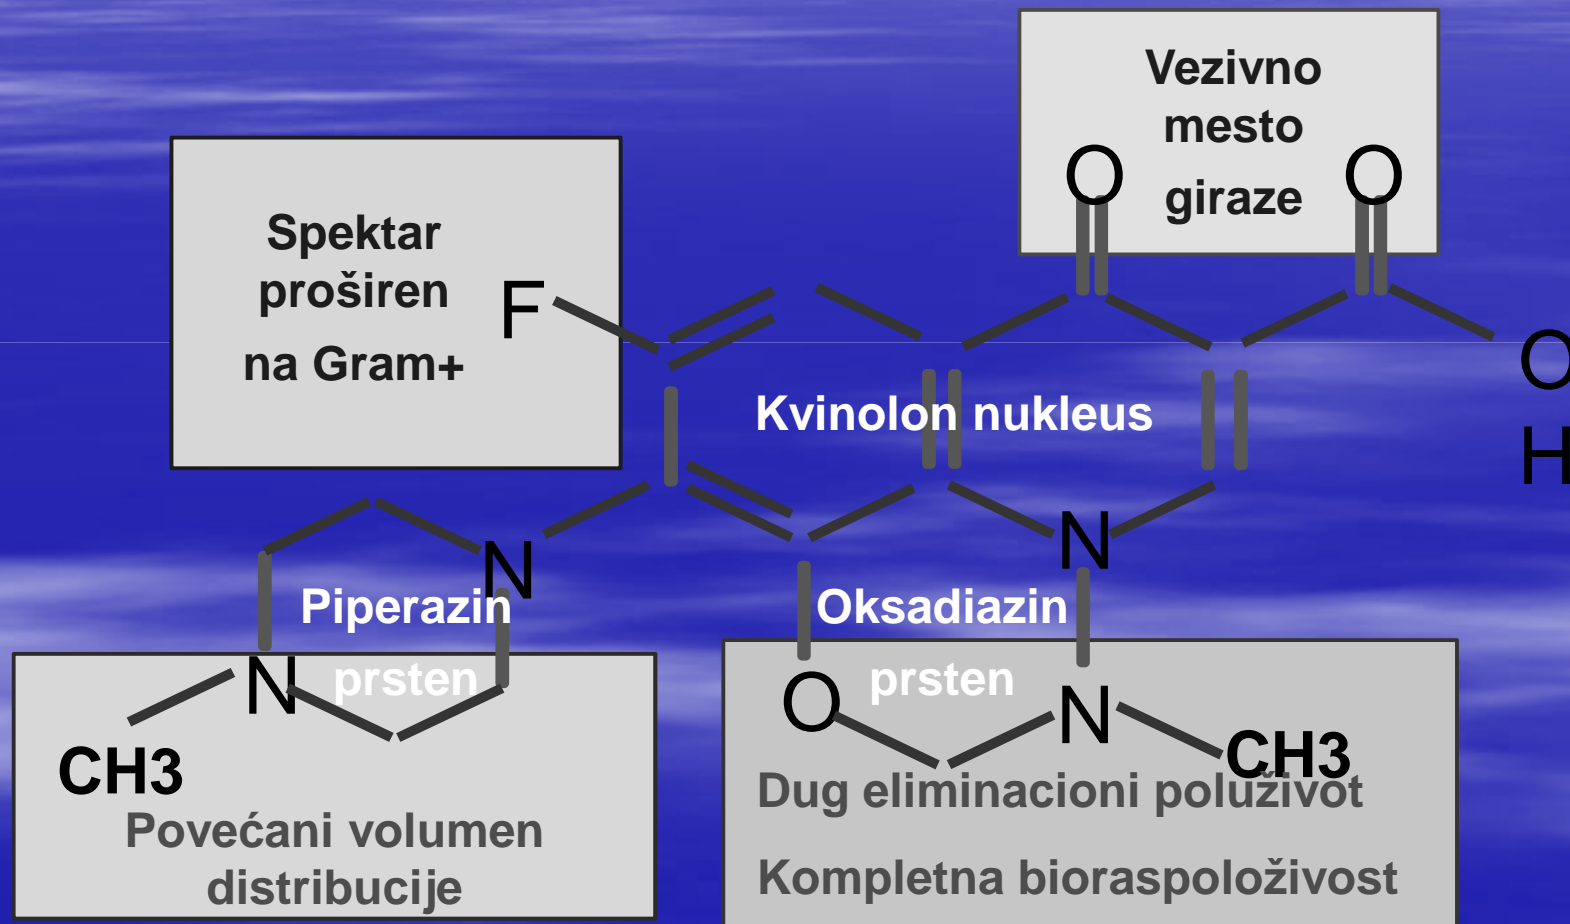 Vezivno
mesto
giraze
O
O
Spektar
proširen
na Gram+
F
O
H
Kvinolon nukleus
N
N
Piperazin
prsten
Oksadiazin
prsten
N
O
N
CH3
CH3
Povećani volumen
distribucije
Dug eliminacioni poluživot
Kompletna bioraspoloživost